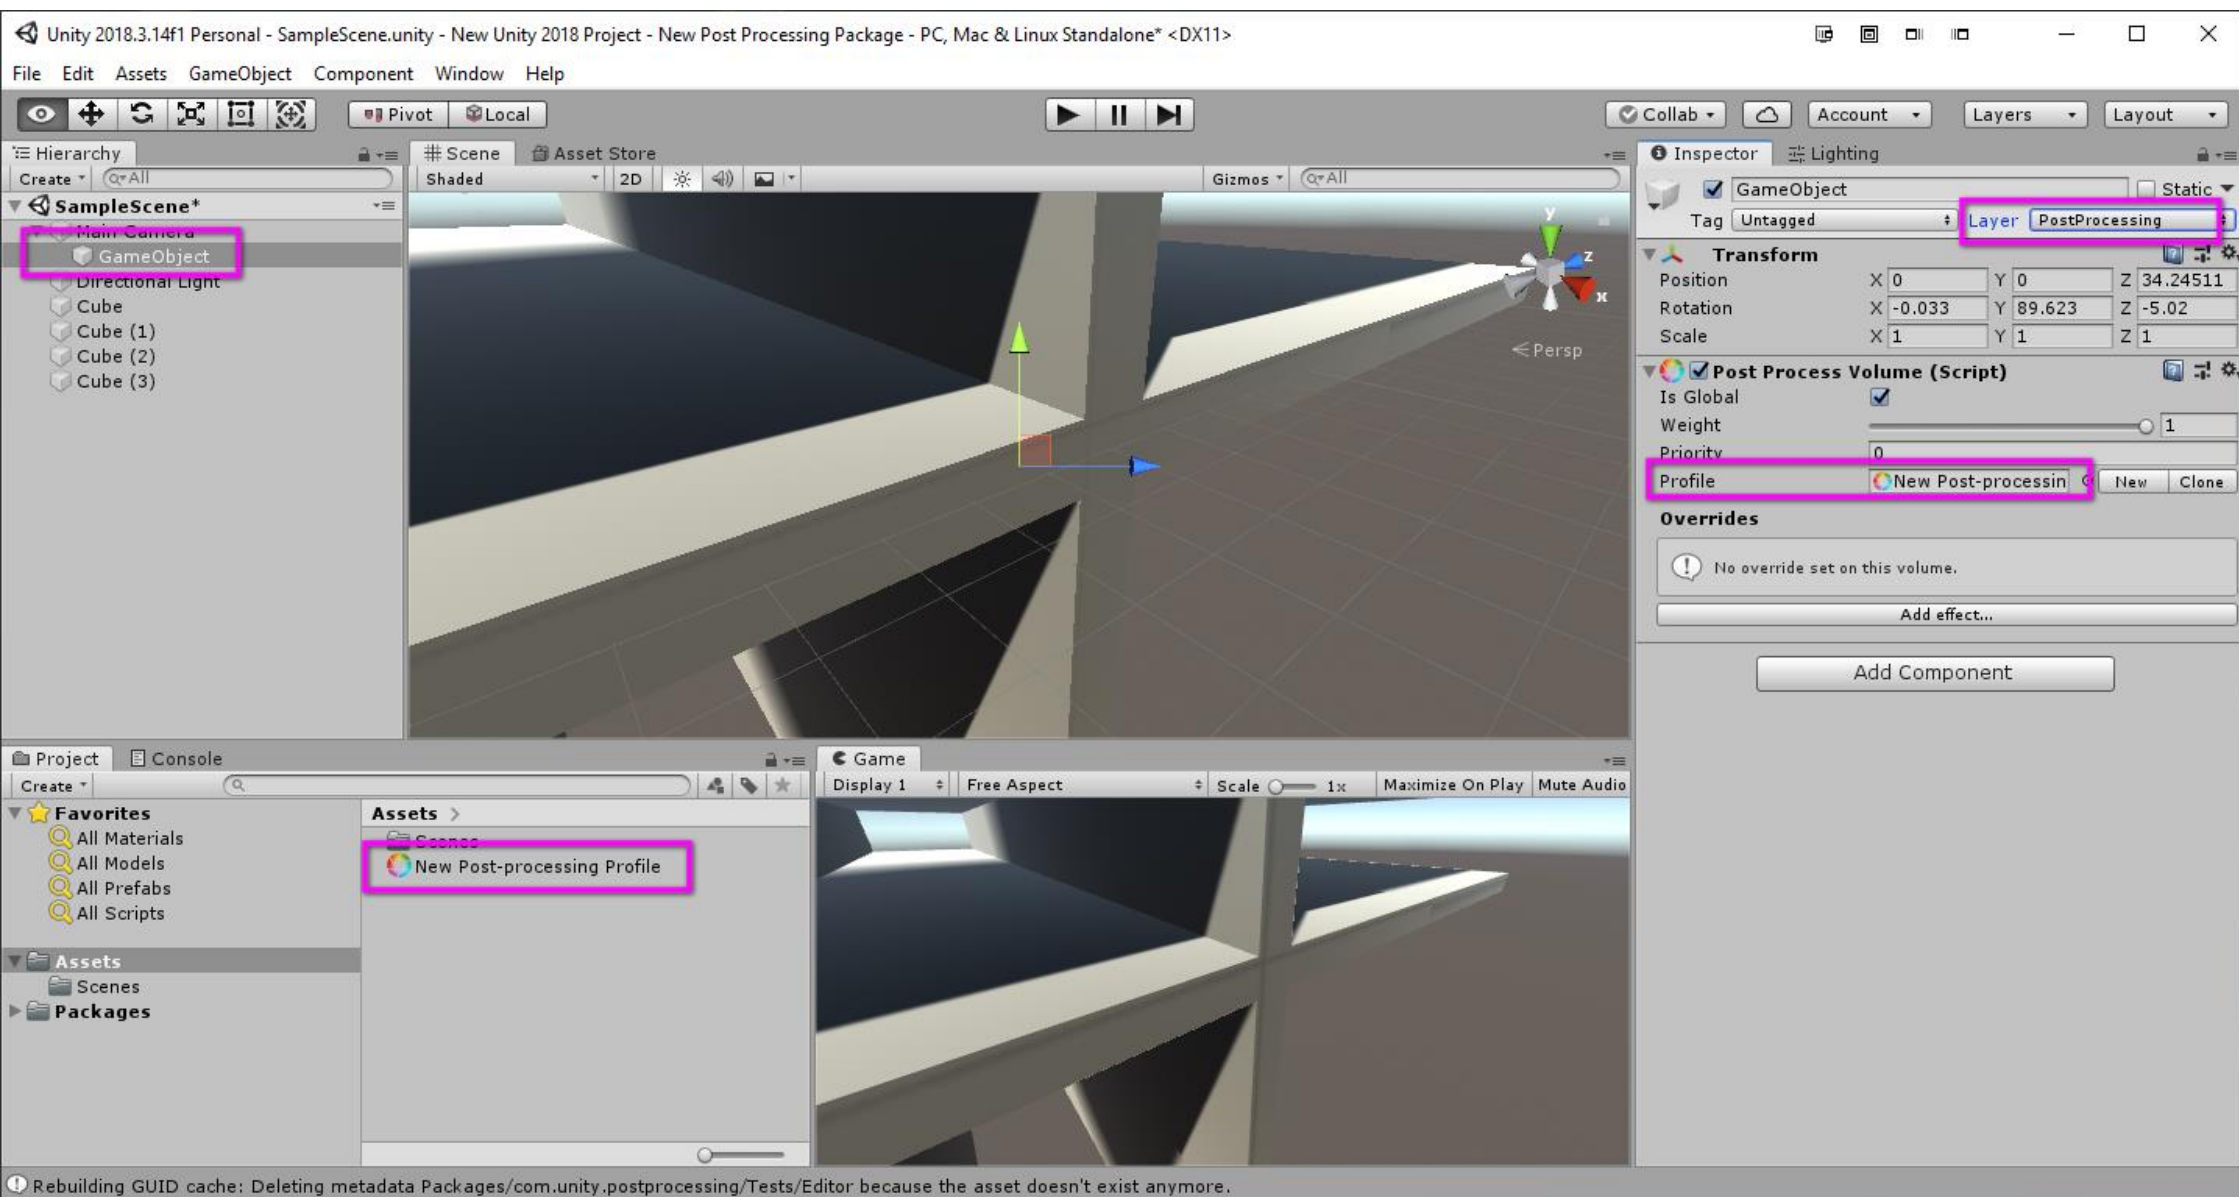 Unity 2018.3.14f1 Personal - SampleScene.unity - New Unity 2018 Project - New Post Processing Package - PC, Mac & Linux Standalone* <DX11>
File Edit Assets GameObject Component Window Help
Pivot Local Collab Account Layers Layout
Hierarchy
Create All
SampleScene*
Main Camera
GameObject
Directional Light
Cube
Cube (1)
Cube (2)
Cube (3)
Scene Asset Store
Shaded 2D Gizmos All
y
z
x
Persp
Inspector Lighting
GameObject Static
Tag Untagged Layer PostProcessing
Transform
Position X 0 Y 0 Z 34.24511
Rotation X -0.033 Y 89.623 Z -5.02
Scale X 1 Y 1 Z 1
Post Process Volume (Script)
Is Global
Weight 1
Priority 0
Profile New Post-processin New Clone
Overrides
No override set on this volume.
Add effect...
Add Component
Project Console
Create
Favorites
All Materials
All Models
All Prefabs
All Scripts
Assets
Scenes
Packages
Assets >
Scenes
New Post-processing Profile
Game
Display 1 Free Aspect Scale 1x Maximize On Play Mute Audio
Rebuilding GUID cache: Deleting metadata Packages/com.unity.postprocessing/Tests/Editor because the asset doesn't exist anymore.